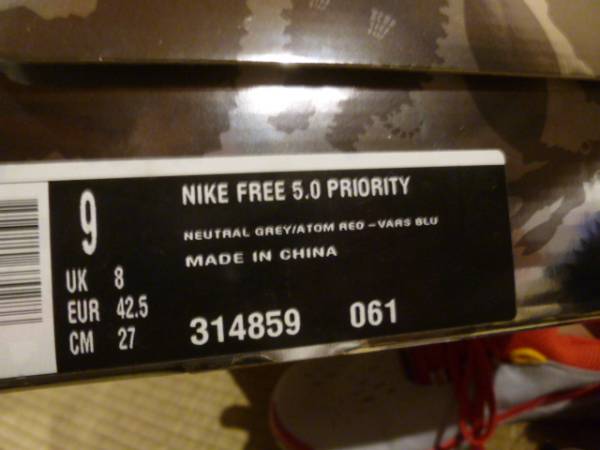 9
UK 8
EUR 42.5
CM 27
NIKE FREE 5.0 PRIORITY
NEUTRAL GREY/ATOM RED - VARS BLU
MADE IN CHINA
314859 061